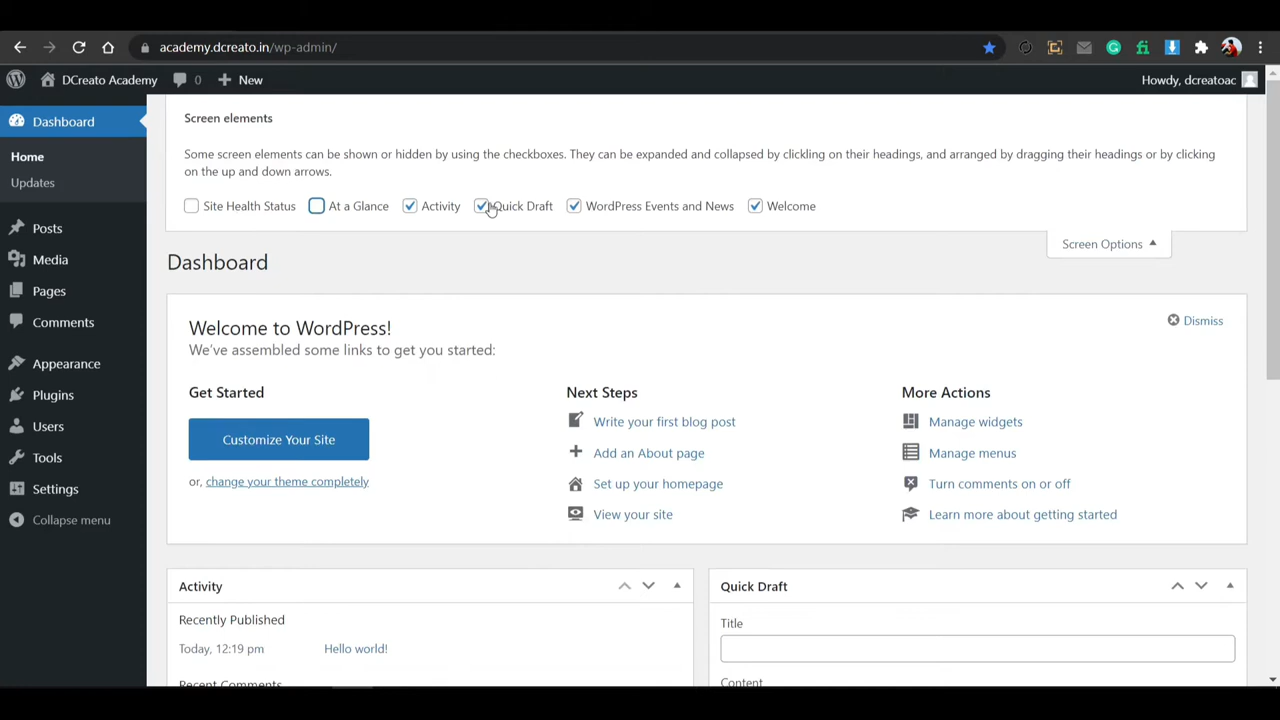 academy.dcreato.in/wp-admin/
DCreato Academy 0 New Howdy, dcreatoac
Dashboard
Home
Updates
Posts
Media
Pages
Comments
Appearance
Plugins
Users
Tools
Settings
Collapse menu
Screen elements
Some screen elements can be shown or hidden by using the checkboxes. They can be expanded and collapsed by clickling on their headings, and arranged by dragging their headings or by clicking
on the up and down arrows.
Site Health Status At a Glance Activity Quick Draft WordPress Events and News Welcome
Screen Options
Dashboard
Welcome to WordPress!
We've assembled some links to get you started:
Dismiss
Get Started
Customize Your Site
or, change your theme completely
Next Steps
Write your first blog post
Add an About page
Set up your homepage
View your site
More Actions
Manage widgets
Manage menus
Turn comments on or off
Learn more about getting started
Activity
Recently Published
Today, 12:19 pm Hello world!
Recent Comments
Quick Draft
Title
Content